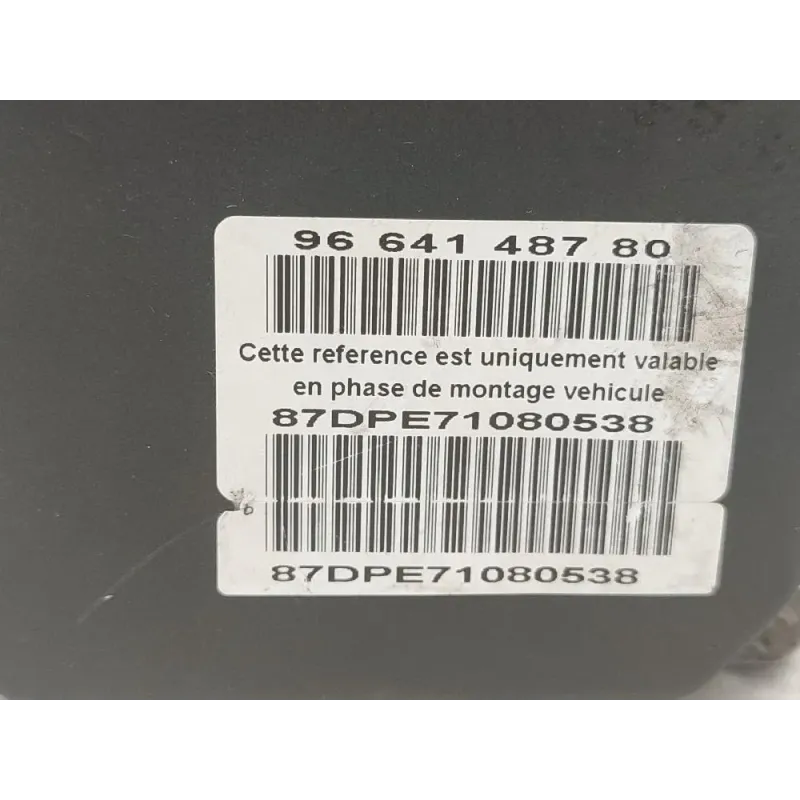 96 641 487 80
Cette reference est uniquement valable
en phase de montage vehicule
87DPE71080538
87DPE71080538